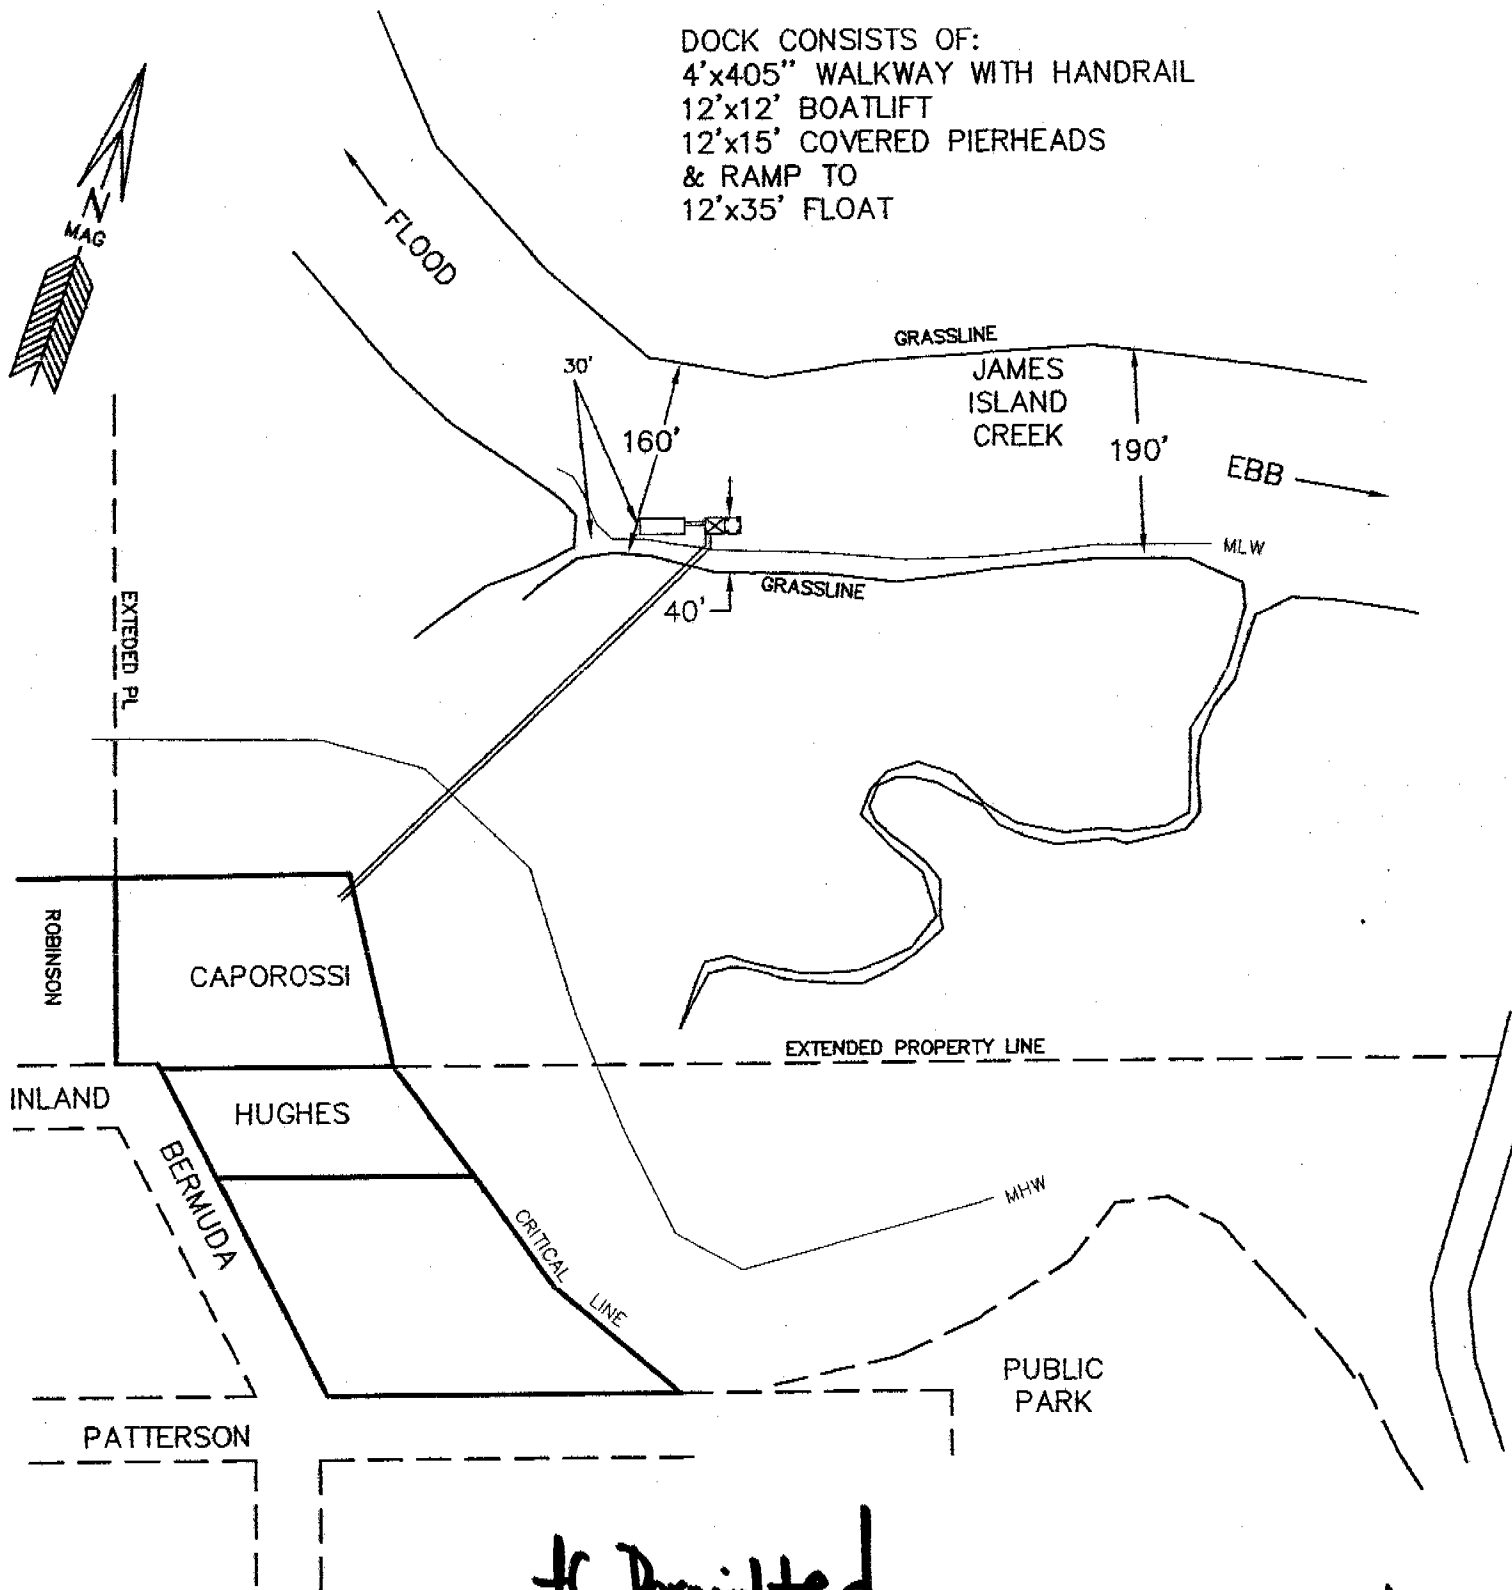 DOCK CONSISTS OF:
4'x405" WALKWAY WITH HANDRAIL
12'x12' BOATLIFT
12'x15' COVERED PIERHEADS
& RAMP TO
12'x35' FLOAT
N
MAG
FLOOD
GRASSLINE
JAMES
ISLAND
CREEK
30'
160'
190'
EBB
MLW
GRASSLINE
40'
EXTEDED PL
ROBINSON
CAPOROSSI
EXTENDED PROPERTY LINE
INLAND
HUGHES
BERMUDA
MHW
CRITICAL
LINE
PUBLIC
PARK
PATTERSON
Permitted